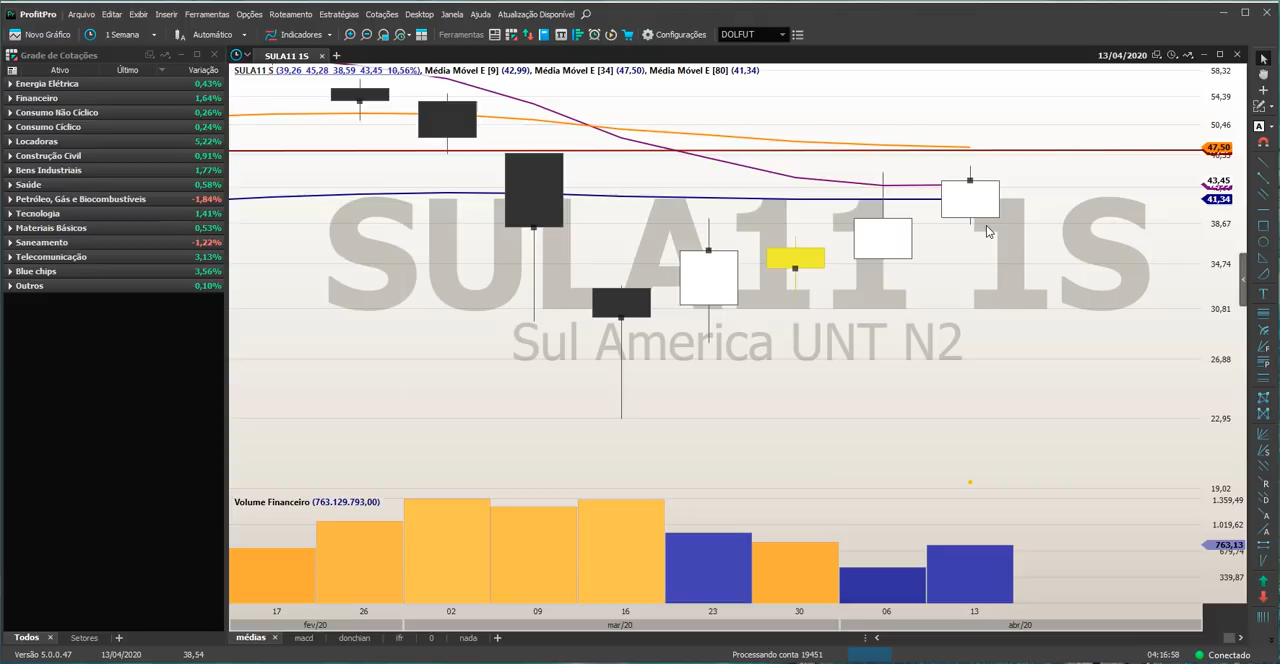 ProfitPro Arquivo Editar Exibir Inserir Ferramentas Opções Roteamento Estratégias Cotações Desktop Janela Ajuda Atualização Disponível
Novo Gráfico 1 Semana Automático Indicadores Ferramentas Configurações DOLFUT
Grade de Cotações
Ativo Último Variação
Energia Elétrica 0,43%
Financeiro 1,64%
Consumo Não Cíclico 0,26%
Consumo Cíclico 0,24%
Locadoras 5,22%
Construção Civil 0,91%
Bens Industriais 1,77%
Saúde 0,58%
Petróleo, Gás e Biocombustíveis -1,84%
Tecnologia 1,41%
Materiais Básicos 0,53%
Saneamento -1,22%
Telecomunicação 3,13%
Blue chips 3,56%
Outros 0,10%
SULA11 1S
13/04/2020
SULA11 S (39,26 45,28 38,59 43,45 10,56%), Média Móvel E [9] (42,99), Média Móvel E [34] (47,50), Média Móvel E [80] (41,34)
SULA11 1S
Sul America UNT N2
58,32
54,39
50,46
47,50
43,45
41,34
38,67
34,74
30,81
26,88
22,95
19,02
Volume Financeiro (763.129.793,00)
1.359,49
1.019,62
763,13
679,74
339,87
17 26 02 09 16 23 30 06 13
fev/20 mar/20 abr/20
Todos Setores
médias macd donchian ifr 0 nada
Versão 5.0.0.47 13/04/2020 38,54 Processando conta 19451 04:16:58 Conectado